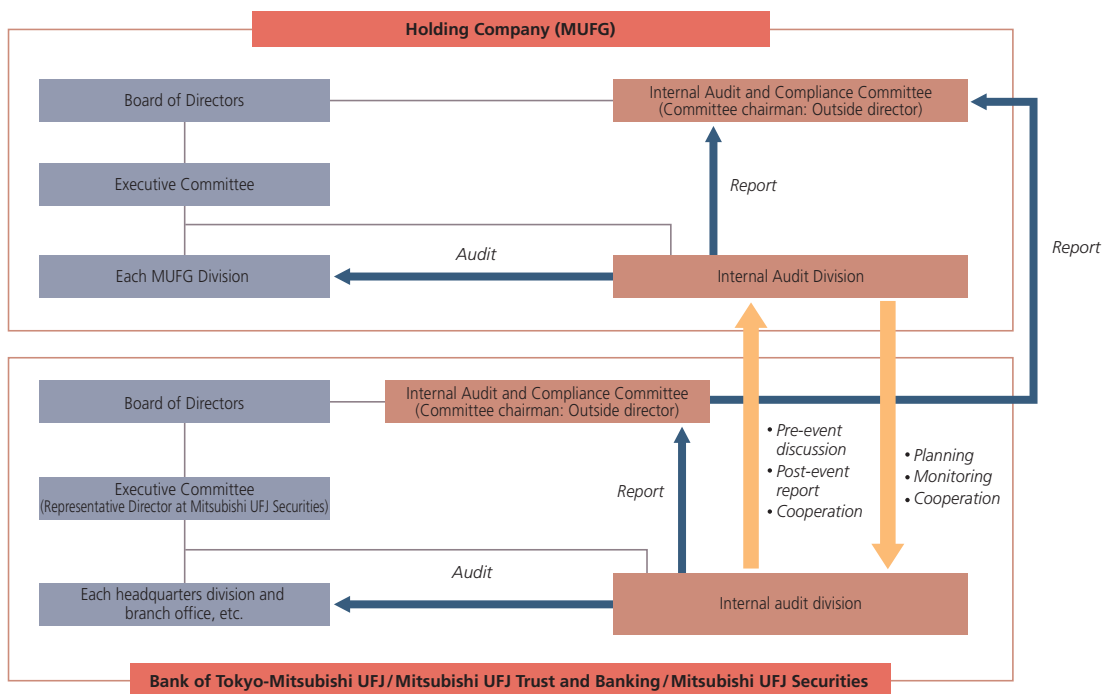 Holding Company (MUFG)
Board of Directors
Internal Audit and Compliance Committee
(Committee chairman: Outside director)
Executive Committee
Report
Report
Audit
Each MUFG Division
Internal Audit Division
Board of Directors
Internal Audit and Compliance Committee
(Committee chairman: Outside director)
• Pre-event
discussion
• Post-event
report
• Cooperation
• Planning
• Monitoring
• Cooperation
Executive Committee
(Representative Director at Mitsubishi UFJ Securities)
Report
Audit
Each headquarters division and
branch office, etc.
Internal audit division
Bank of Tokyo-Mitsubishi UFJ/Mitsubishi UFJ Trust and Banking/Mitsubishi UFJ Securities